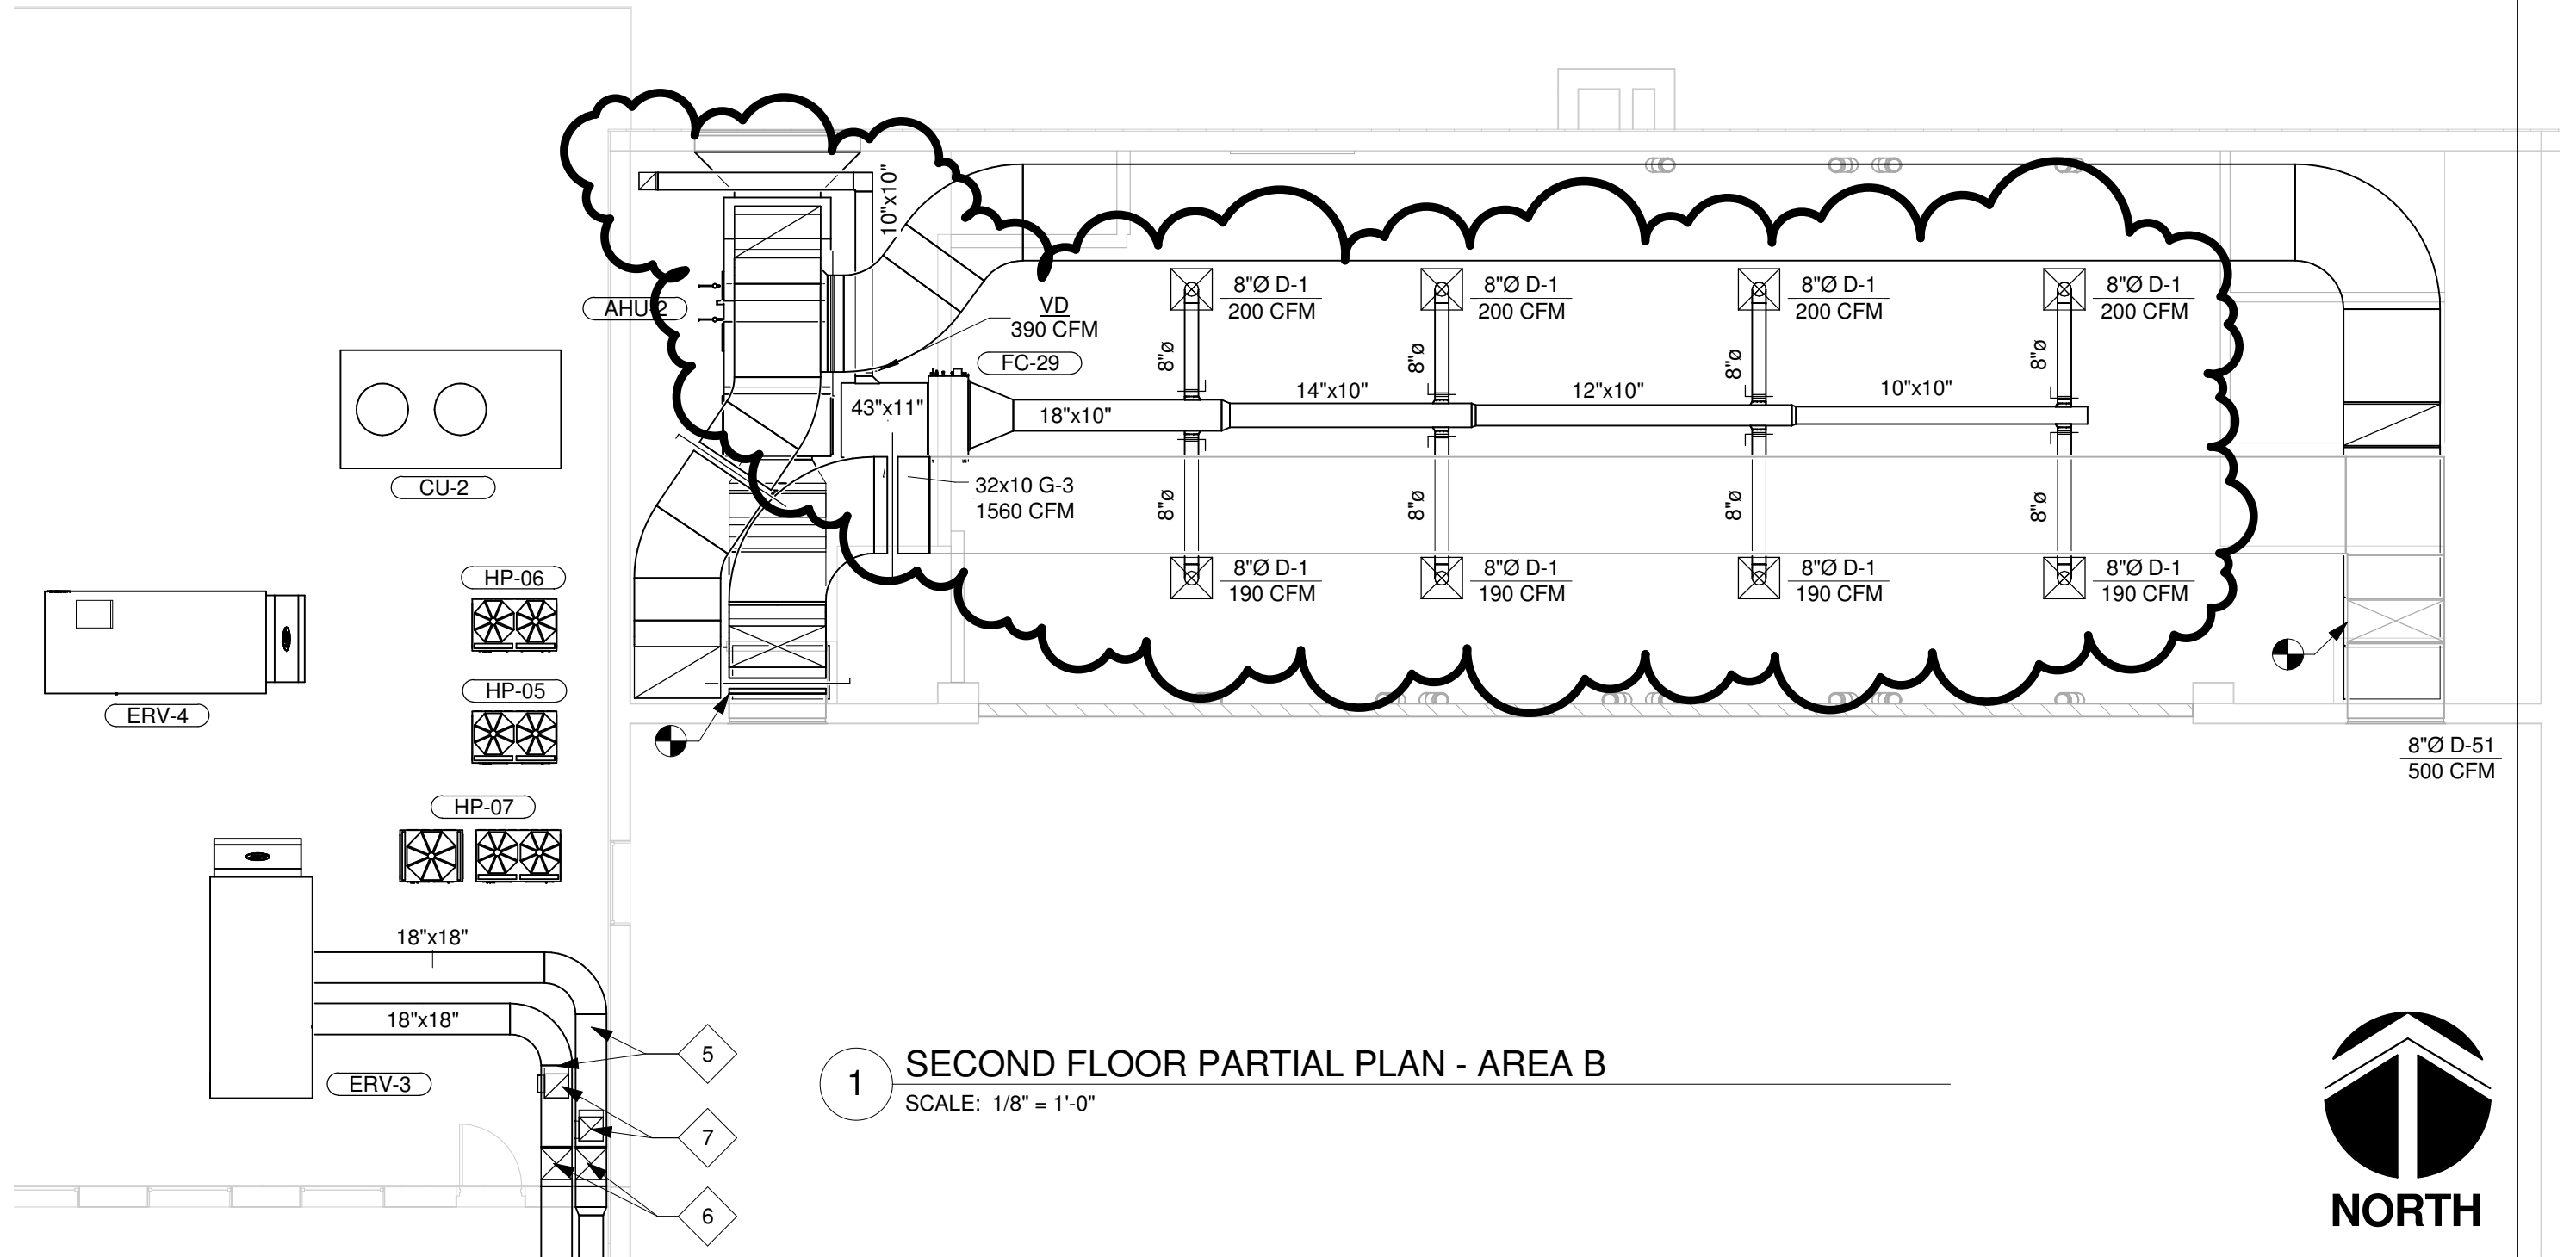 10"x10"
AHU-2
VD
390 CFM
FC-29
8"Ø D-1
200 CFM
8"Ø D-1
200 CFM
8"Ø D-1
200 CFM
8"Ø D-1
200 CFM
8"ø
8"ø
8"ø
8"ø
43"x11"
18"x10"
14"x10"
12"x10"
10"x10"
CU-2
32x10 G-3
1560 CFM
8"ø
8"ø
8"ø
8"ø
8"Ø D-1
190 CFM
8"Ø D-1
190 CFM
8"Ø D-1
190 CFM
8"Ø D-1
190 CFM
HP-06
HP-05
ERV-4
HP-07
8"Ø D-51
500 CFM
18"x18"
18"x18"
ERV-3
5
7
6
1
SECOND FLOOR PARTIAL PLAN - AREA B
SCALE: 1/8" = 1'-0"
NORTH